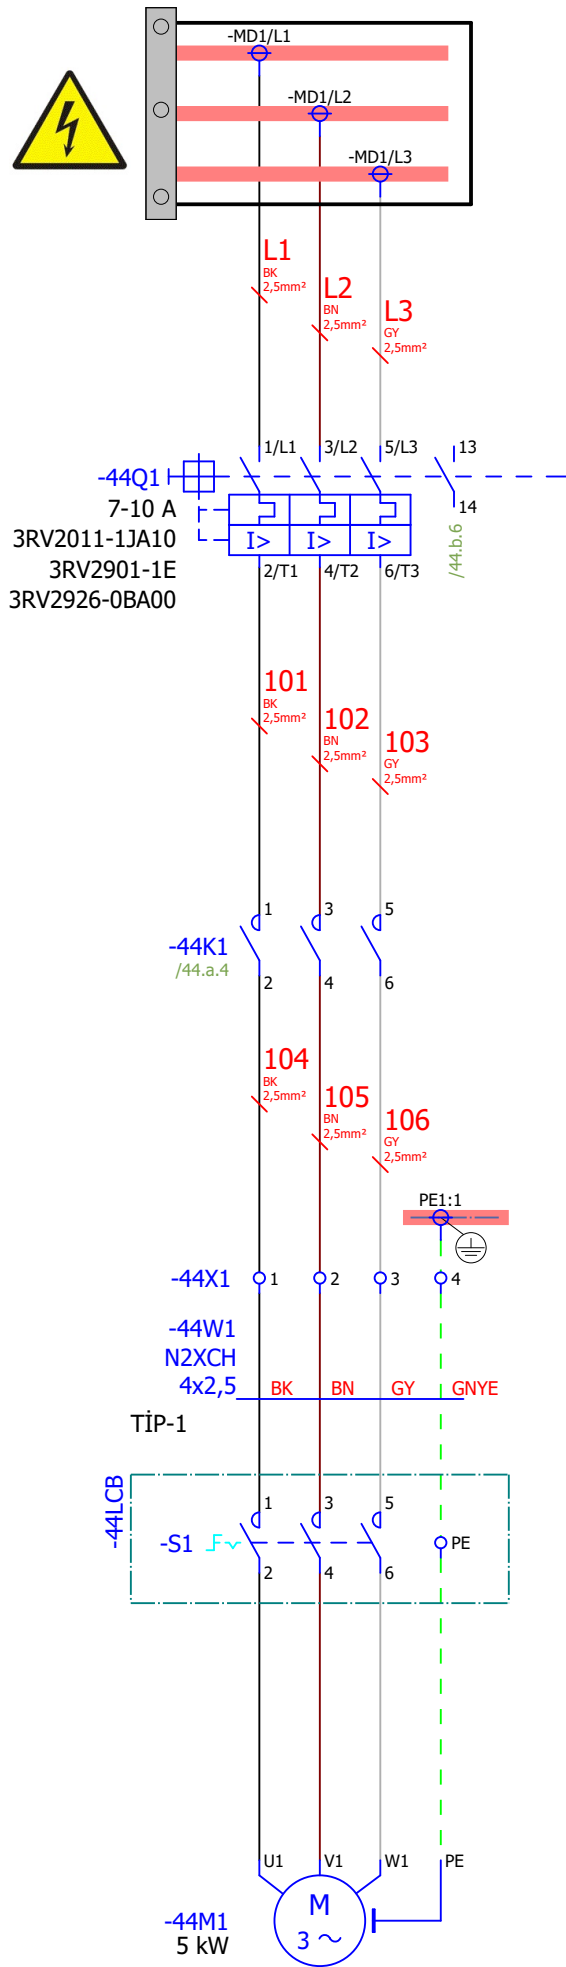 -MD1/L1
-MD1/L2
-MD1/L3
L1
BK
2,5mm²
L2
BN
2,5mm²
L3
GY
2,5mm²
1/L1
3/L2
5/L3
13
-44Q1
14
7-10 A
3RV2011-1JA10
I>
I>
I>
/44.b.6
3RV2901-1E
2/T1
4/T2
6/T3
3RV2926-0BA00
101
BK
2,5mm²
102
BN
2,5mm²
103
GY
2,5mm²
1
3
5
-44K1
/44.a.4
2
4
6
104
BK
2,5mm²
105
BN
2,5mm²
106
GY
2,5mm²
PE1:1
-44X1
1
2
3
4
-44W1
N2XCH
4x2,5
BK
BN
GY
GNYE
TİP-1
-44LCB
1
3
5
-S1
PE
2
4
6
U1
V1
W1
PE
-44M1
5 kW
M
3 ~